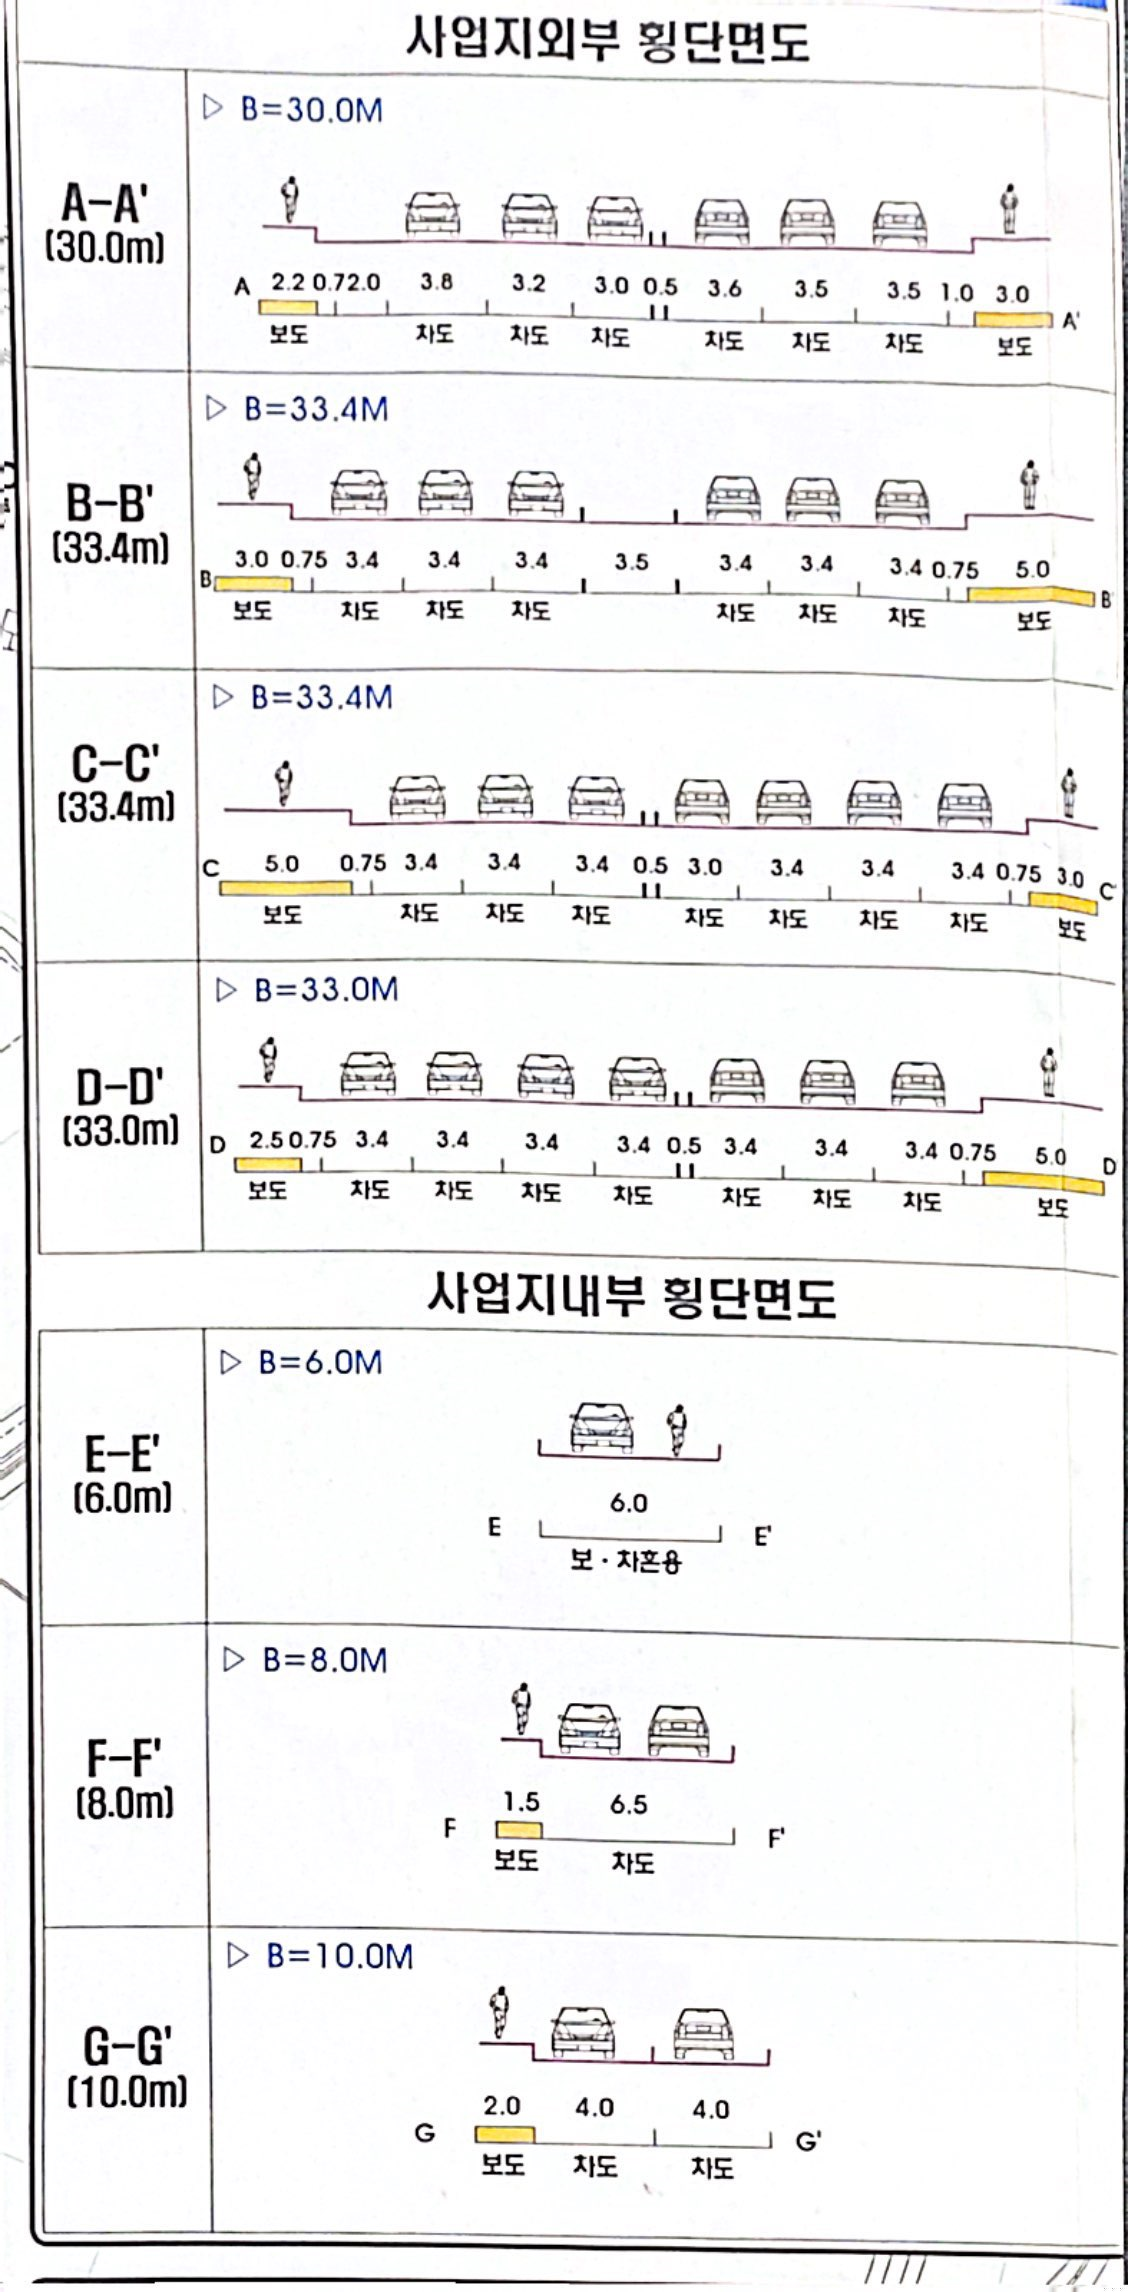 사업지외부 횡단면도
▷ B=30.0M
A-A'
(30.0m)
A 2.2 0.7 2.0 3.8 3.2 3.0 0.5 3.6 3.5 3.5 1.0 3.0 A'
보도 차도 차도 차도 차도 차도 차도 보도
▷ B=33.4M
B-B'
(33.4m)
B 3.0 0.75 3.4 3.4 3.4 3.5 3.4 3.4 3.4 0.75 5.0 B'
보도 차도 차도 차도 차도 차도 차도 보도
▷ B=33.4M
C-C'
(33.4m)
C 5.0 0.75 3.4 3.4 3.4 0.5 3.0 3.4 3.4 3.4 0.75 3.0 C'
보도 차도 차도 차도 차도 차도 차도 차도 보도
▷ B=33.0M
D-D'
(33.0m)
D 2.5 0.75 3.4 3.4 3.4 3.4 0.5 3.4 3.4 3.4 0.75 5.0 D
보도 차도 차도 차도 차도 차도 차도 차도 보도
사업지내부 횡단면도
▷ B=6.0M
E-E'
(6.0m)
6.0
E E'
보·차혼용
▷ B=8.0M
F-F'
(8.0m)
1.5 6.5
F F'
보도 차도
▷ B=10.0M
G-G'
(10.0m)
2.0 4.0 4.0
G G'
보도 차도 차도